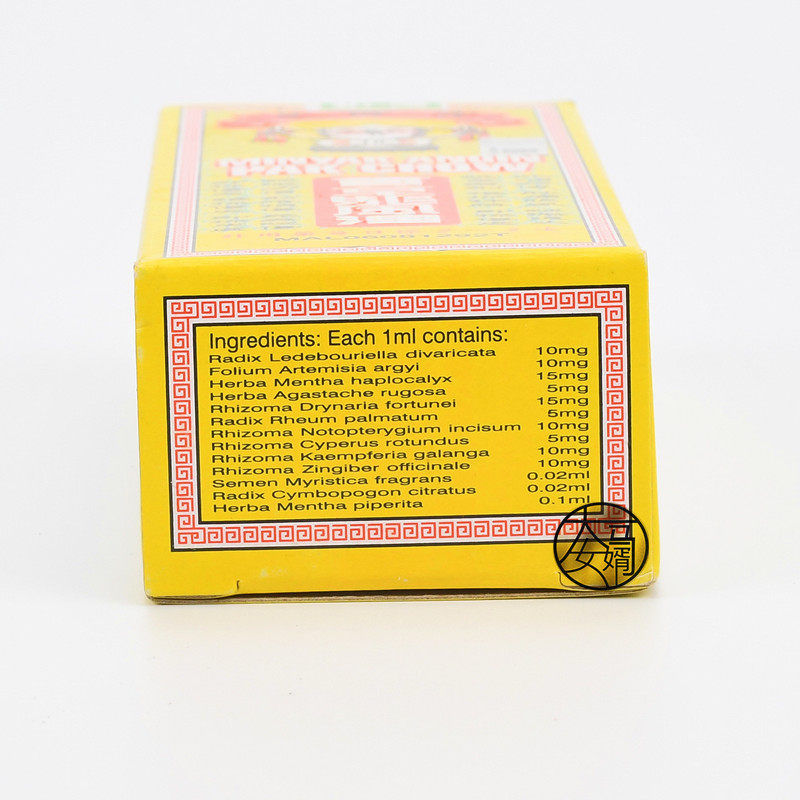 MINYAK ANGIN
Ingredients: Each 1ml contains:
Radix Ledebouriella divaricata 10mg
Folium Artemisia argyi 10mg
Herba Mentha haplocalyx 15mg
Herba Agastache rugosa 5mg
Rhizoma Drynaria fortunei 15mg
Radix Rheum palmatum 5mg
Rhizoma Notopterygium incisum 10mg
Rhizoma Cyperus rotundus 5mg
Rhizoma Kaempferia galanga 10mg
Rhizoma Zingiber officinale 10mg
Semen Myristica fragrans 0.02ml
Radix Cymbopogon citratus 0.02ml
Herba Mentha piperita 0.1ml